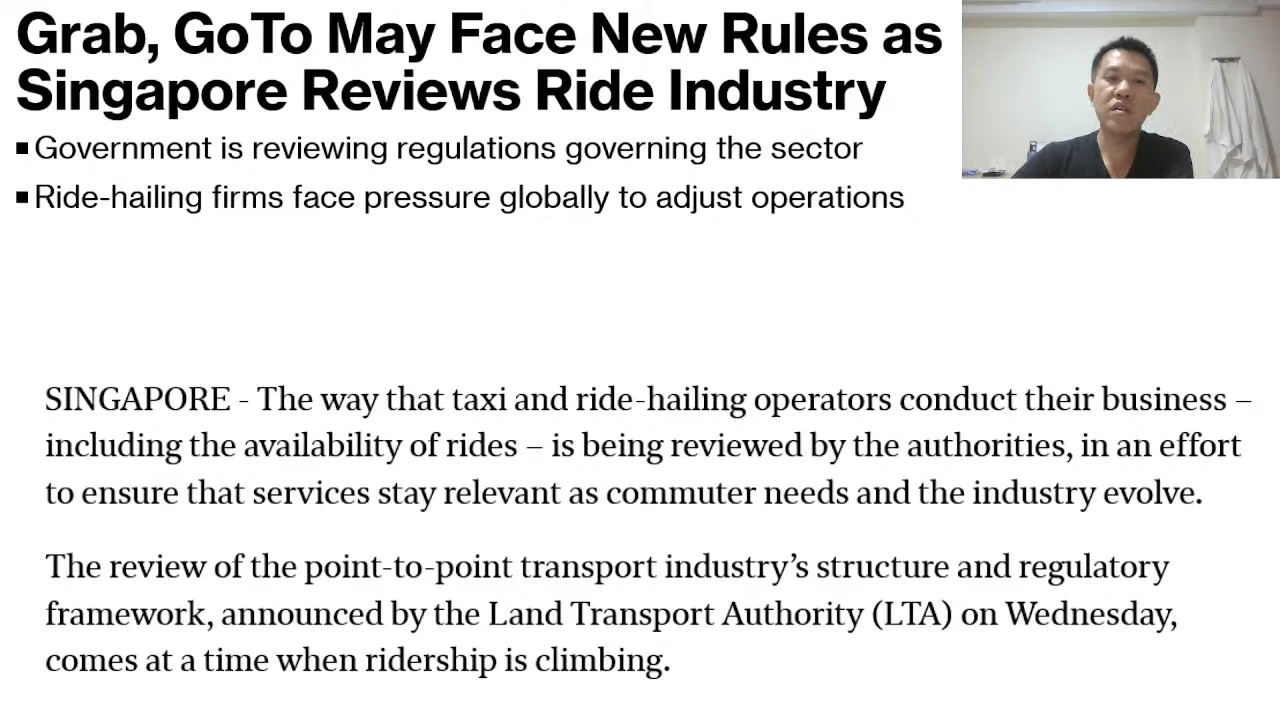 Grab, GoTo May Face New Rules as
Singapore Reviews Ride Industry
▪ Government is reviewing regulations governing the sector
▪ Ride-hailing firms face pressure globally to adjust operations
SINGAPORE - The way that taxi and ride-hailing operators conduct their business –
including the availability of rides – is being reviewed by the authorities, in an effort
to ensure that services stay relevant as commuter needs and the industry evolve.
The review of the point-to-point transport industry’s structure and regulatory
framework, announced by the Land Transport Authority (LTA) on Wednesday,
comes at a time when ridership is climbing.